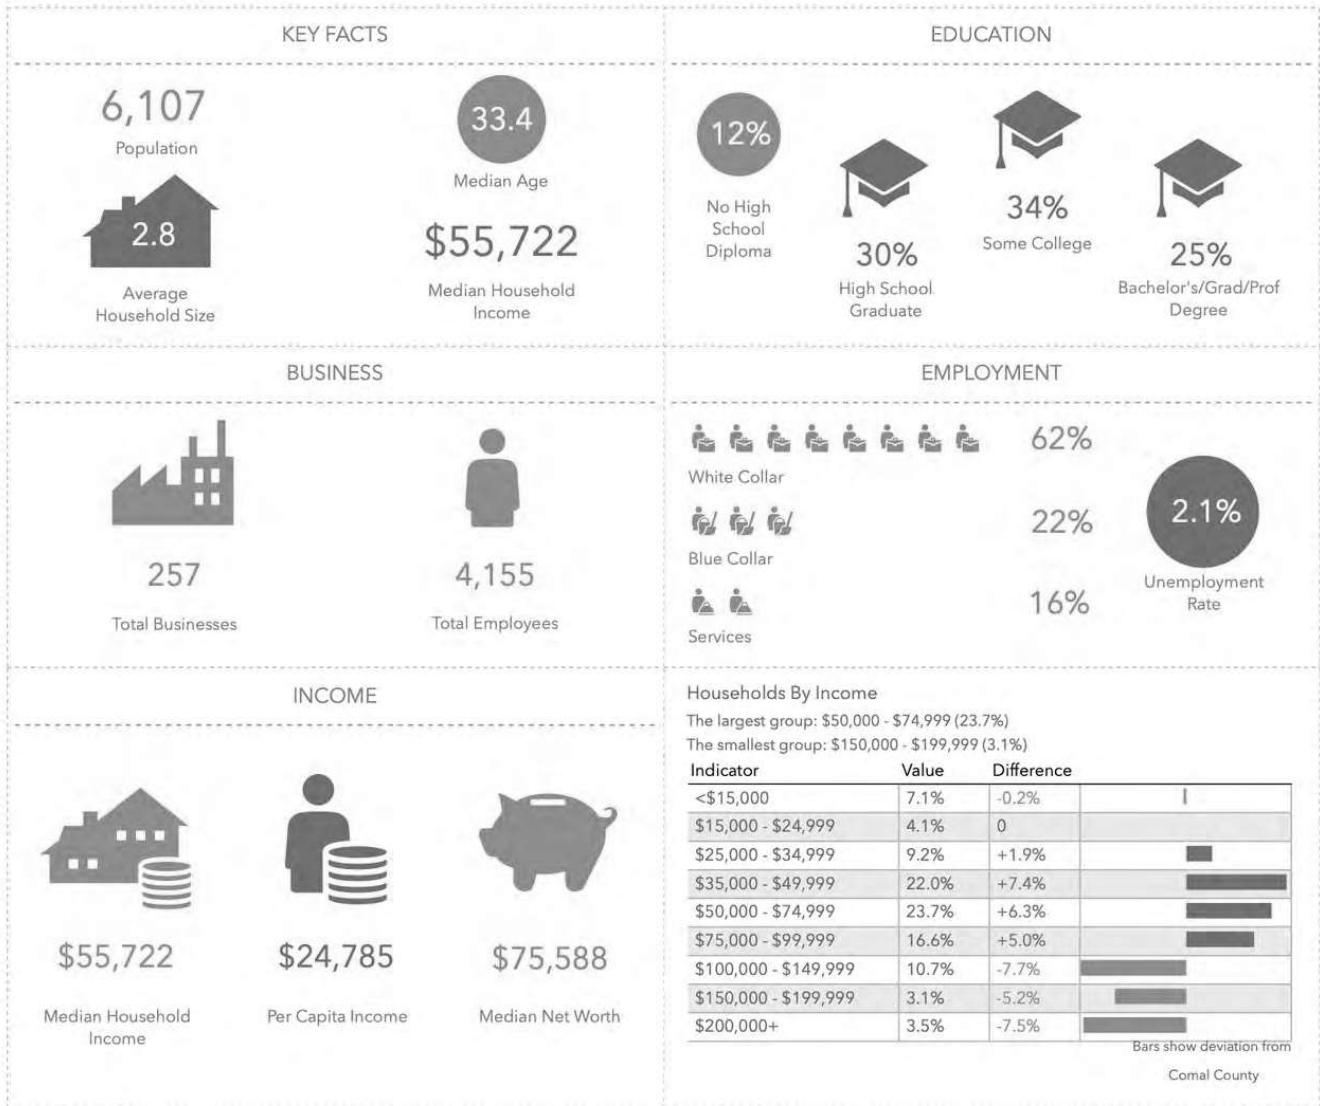 KEY FACTS
6,107
Population
33.4
Median Age
2.8
Average
Household Size
$55,722
Median Household
Income
EDUCATION
12%
No High
School
Diploma
30%
High School
Graduate
34%
Some College
25%
Bachelor's/Grad/Prof
Degree
BUSINESS
257
Total Businesses
4,155
Total Employees
EMPLOYMENT
62%
White Collar
22%
Blue Collar
16%
Services
2.1%
Unemployment
Rate
INCOME
$55,722
Median Household
Income
$24,785
Per Capita Income
$75,588
Median Net Worth
Households By Income
The largest group: $50,000 - $74,999 (23.7%)
The smallest group: $150,000 - $199,999 (3.1%)
Indicator Value Difference
<$15,000 7.1% -0.2%
$15,000 - $24,999 4.1% 0
$25,000 - $34,999 9.2% +1.9%
$35,000 - $49,999 22.0% +7.4%
$50,000 - $74,999 23.7% +6.3%
$75,000 - $99,999 16.6% +5.0%
$100,000 - $149,999 10.7% -7.7%
$150,000 - $199,999 3.1% -5.2%
$200,000+ 3.5% -7.5%
Bars show deviation from
Comal County